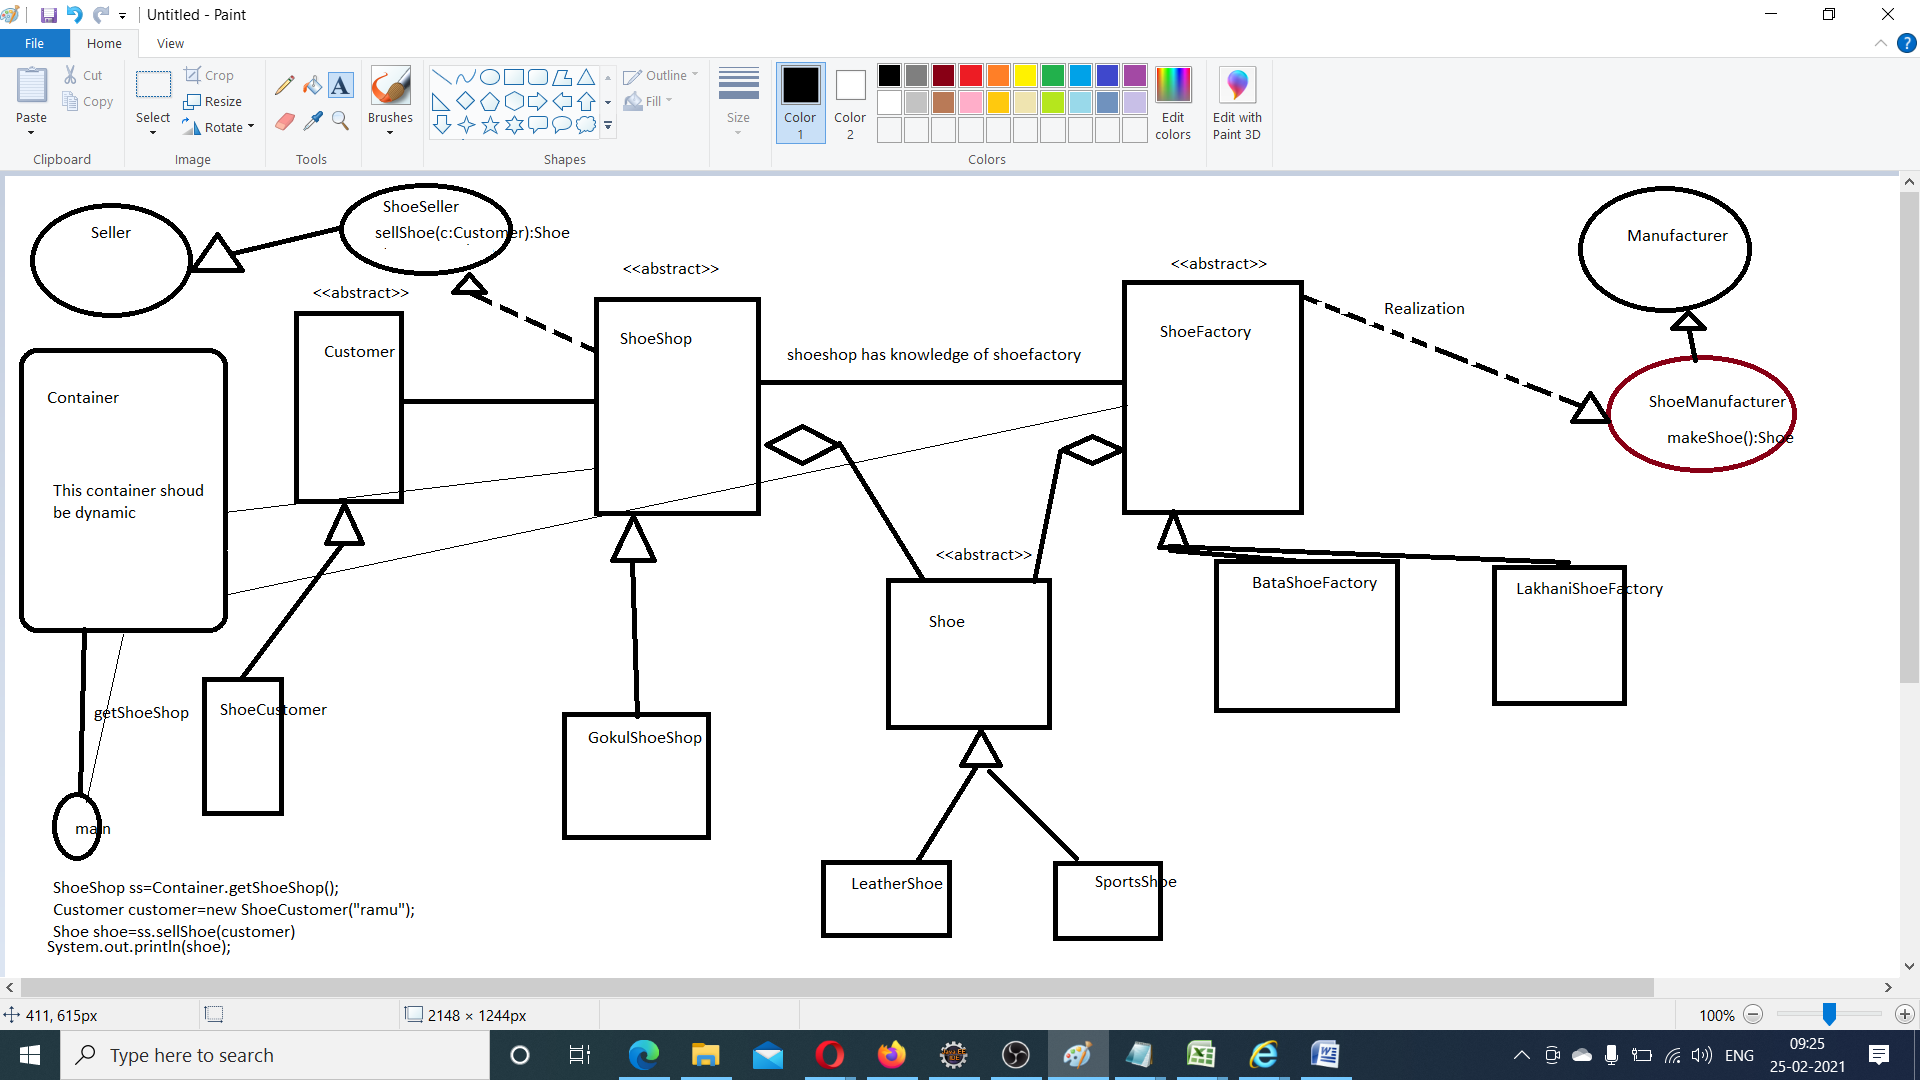 Untitled - Paint
File Home View
Paste
Cut
Copy
Clipboard
Select
Crop
Resize
Rotate
Image
A
Tools
Brushes
Shapes
Outline
Fill
Size
Color
1
Color
2
Colors
Edit
colors
Edit with
Paint 3D
?
Seller
ShoeSeller
sellShoe(c:Customer):Shoe
<<abstract>>
Customer
<<abstract>>
ShoeShop
shoeshop has knowledge of shoefactory
<<abstract>>
ShoeFactory
Realization
Manufacturer
ShoeManufacturer
makeShoe():Shoe
Container
This container shoud
be dynamic
<<abstract>>
Shoe
BataShoeFactory
LakhaniShoeFactory
getShoeShop
ShoeCustomer
GokulShoeShop
main
LeatherShoe
SportsShoe
ShoeShop ss=Container.getShoeShop();
Customer customer=new ShoeCustomer("ramu");
Shoe shoe=ss.sellShoe(customer)
System.out.println(shoe);
411, 615px
2148 × 1244px
100%
Type here to search
ENG
09:25
25-02-2021